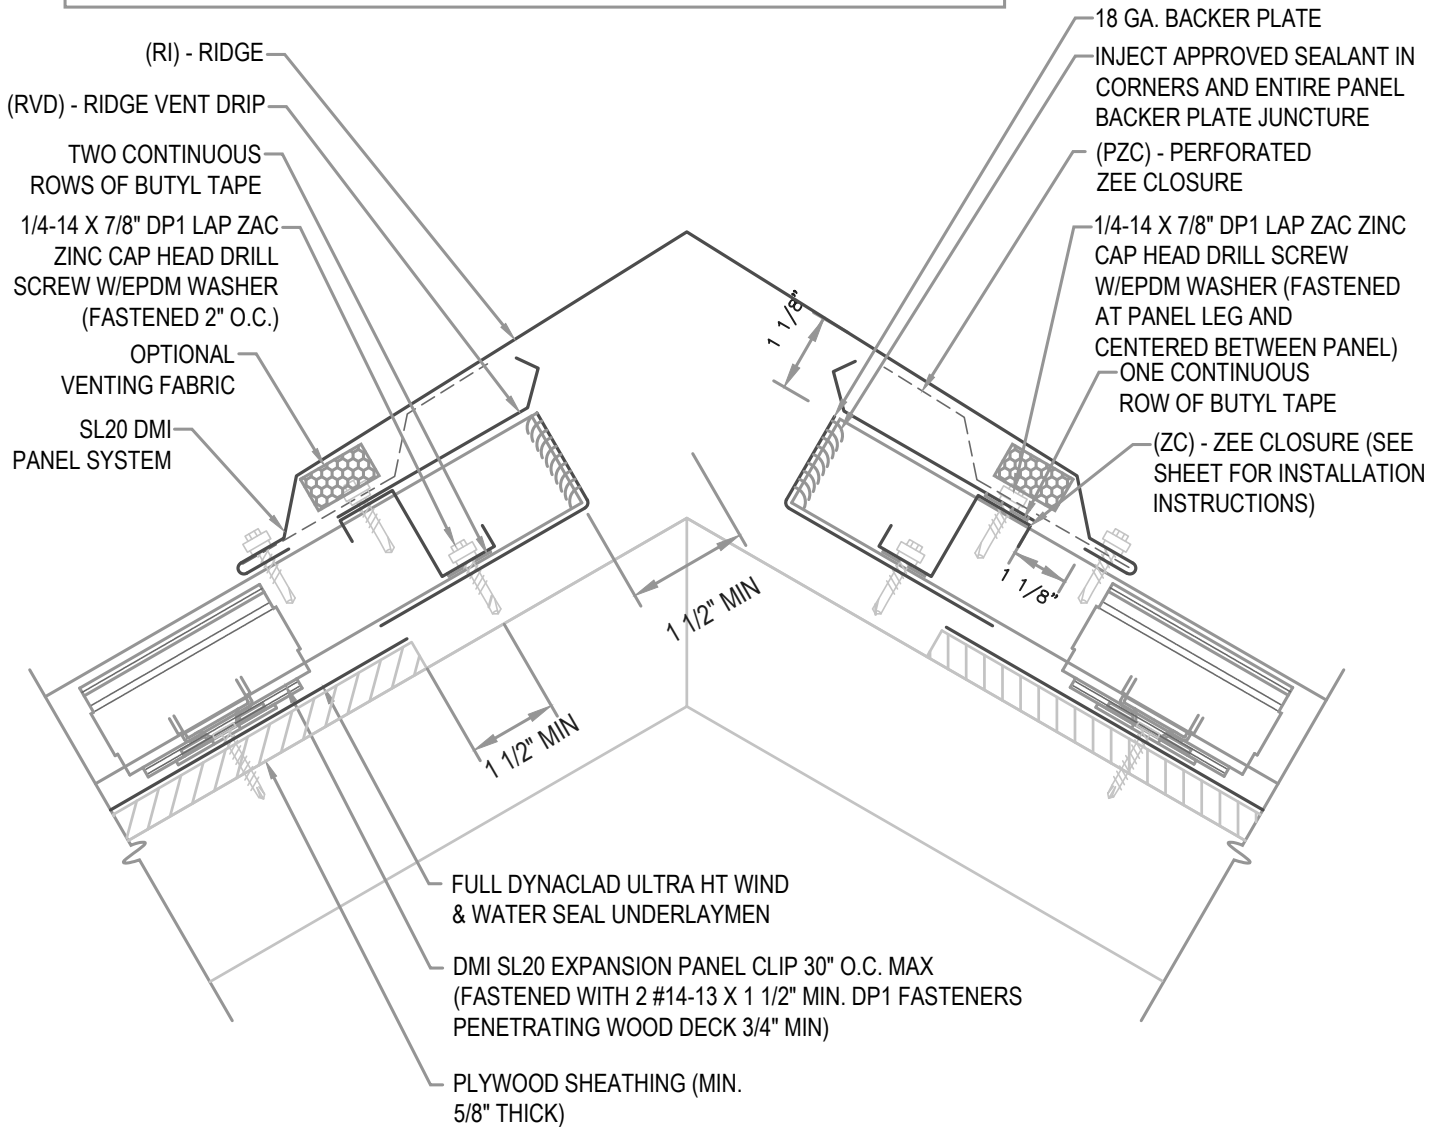 (RI) - RIDGE
(RVD) - RIDGE VENT DRIP
TWO CONTINUOUS
ROWS OF BUTYL TAPE
1/4-14 X 7/8" DP1 LAP ZAC
ZINC CAP HEAD DRILL
SCREW W/EPDM WASHER
(FASTENED 2" O.C.)
OPTIONAL
VENTING FABRIC
SL20 DMI
PANEL SYSTEM
18 GA. BACKER PLATE
INJECT APPROVED SEALANT IN
CORNERS AND ENTIRE PANEL
BACKER PLATE JUNCTURE
(PZC) - PERFORATED
ZEE CLOSURE
1/4-14 X 7/8" DP1 LAP ZAC ZINC
CAP HEAD DRILL SCREW
W/EPDM WASHER (FASTENED
AT PANEL LEG AND
CENTERED BETWEEN PANEL)
ONE CONTINUOUS
ROW OF BUTYL TAPE
(ZC) - ZEE CLOSURE (SEE
SHEET FOR INSTALLATION
INSTRUCTIONS)
1 1/8"
1 1/8"
1 1/2" MIN
1 1/2" MIN
FULL DYNACLAD ULTRA HT WIND
& WATER SEAL UNDERLAYMEN
DMI SL20 EXPANSION PANEL CLIP 30" O.C. MAX
(FASTENED WITH 2 #14-13 X 1 1/2" MIN. DP1 FASTENERS
PENETRATING WOOD DECK 3/4" MIN)
PLYWOOD SHEATHING (MIN.
5/8" THICK)